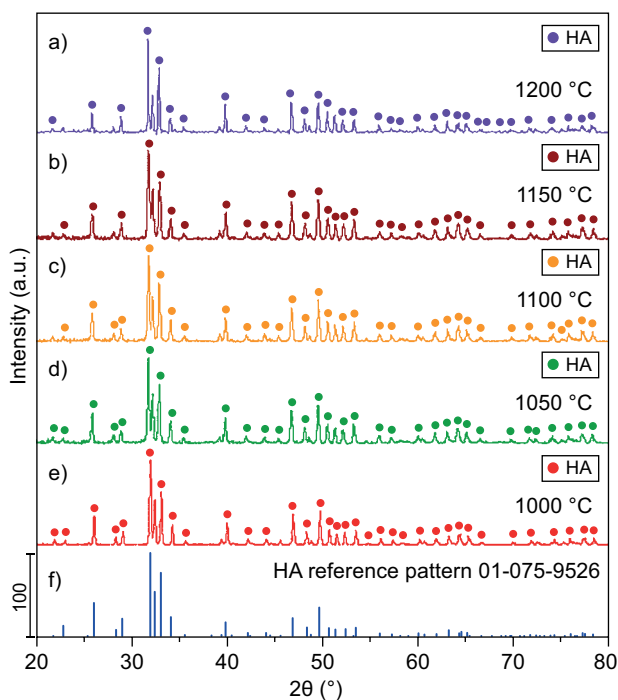 a)
HA
1200 °C
b)
HA
1150 °C
c)
HA
1100 °C
d)
HA
1050 °C
e)
HA
1000 °C
f)
HA reference pattern 01-075-9526
Intensity (a.u.)
100
20 30 40 50 60 70 80
2θ (°)